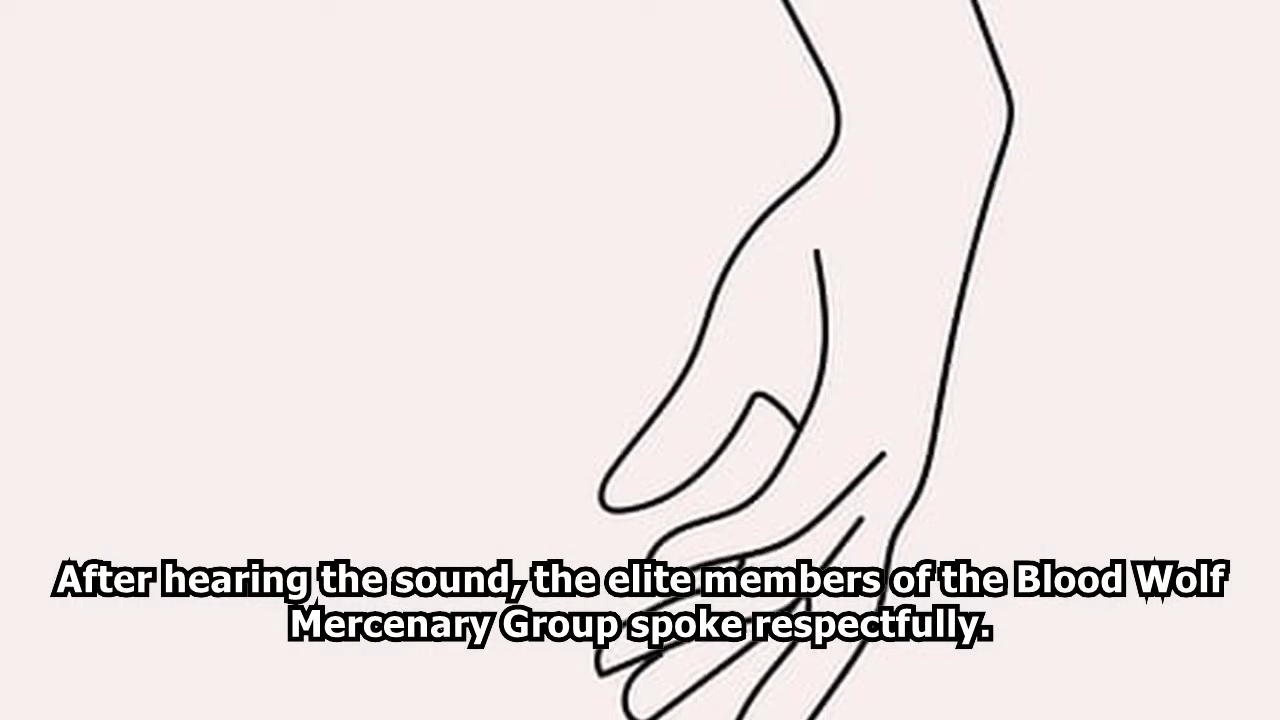 After hearing the sound, the elite members of the Blood Wolf
Mercenary Group spoke respectfully.